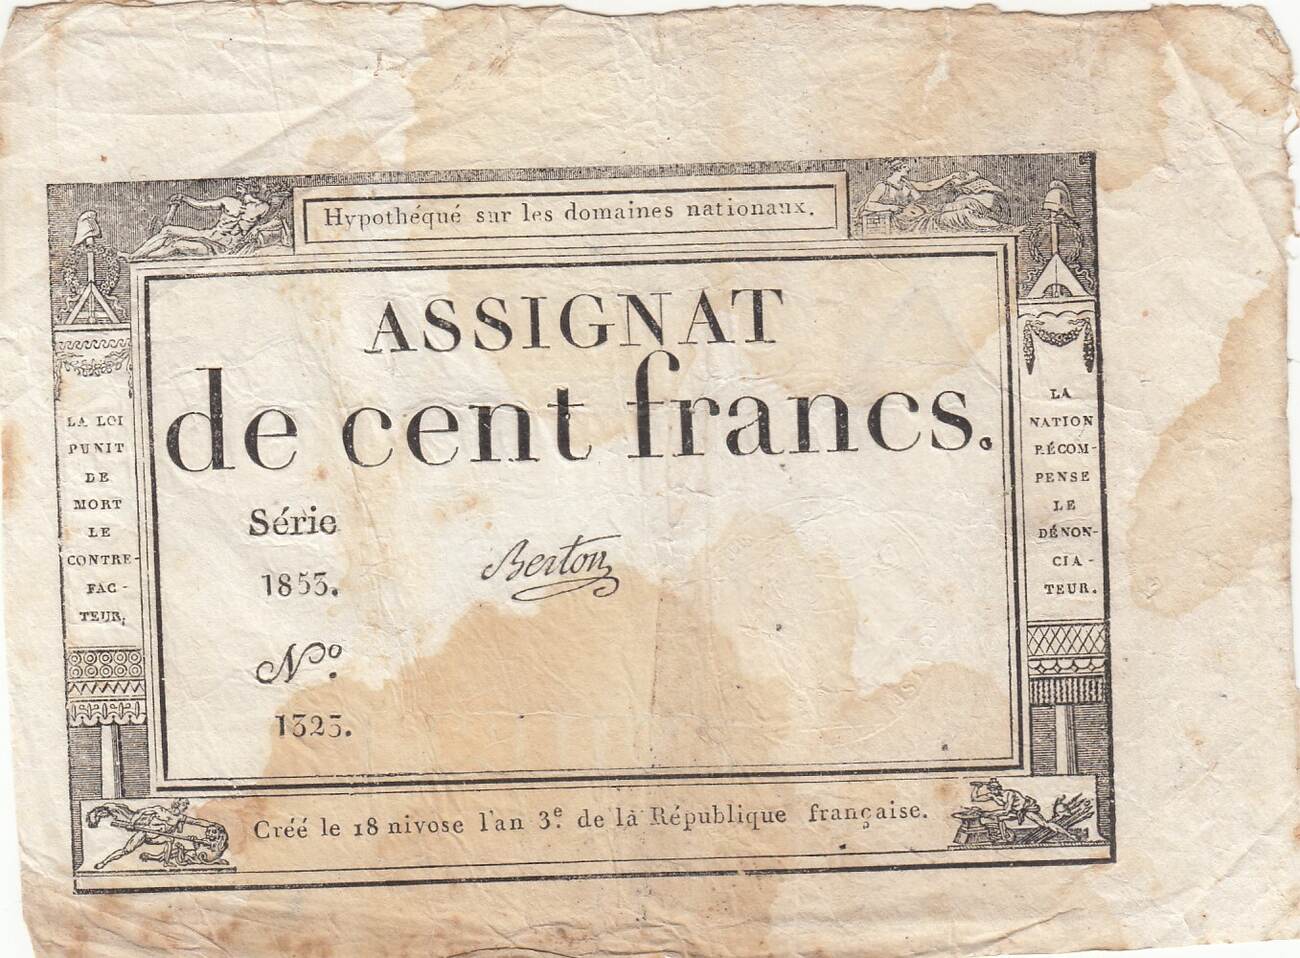 Hypothéqué sur les domaines nationaux.
ASSIGNAT
de cent francs.
LA LOI
PUNIT
DE
MORT
LE
CONTRE-
FAC-
TEUR.
LA
NATION
RÉCOM-
PENSE
LE
DÉNON-
CIA-
TEUR.
Série
1853.
Berton
Nº.
1323.
Créé le 18 nivose l'an 3e. de la République française.